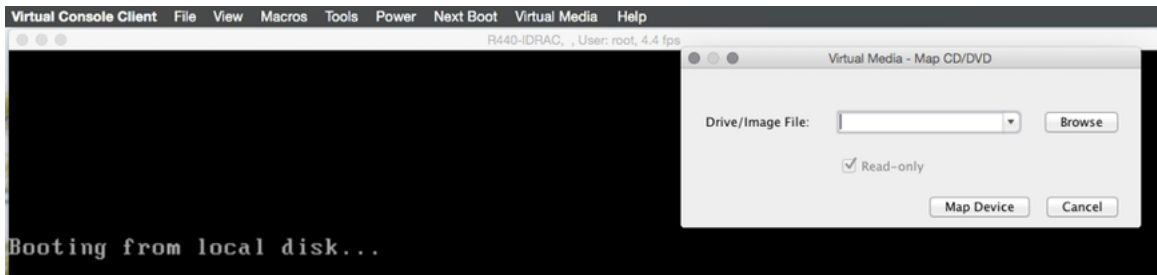 Virtual Console Client File View Macros Tools Power Next Boot Virtual Media Help
R440-IDRAC, , User: root, 4.4 fps
Virtual Media - Map CD/DVD
Drive/Image File: Browse
Read-only
Map Device Cancel
Booting from local disk...